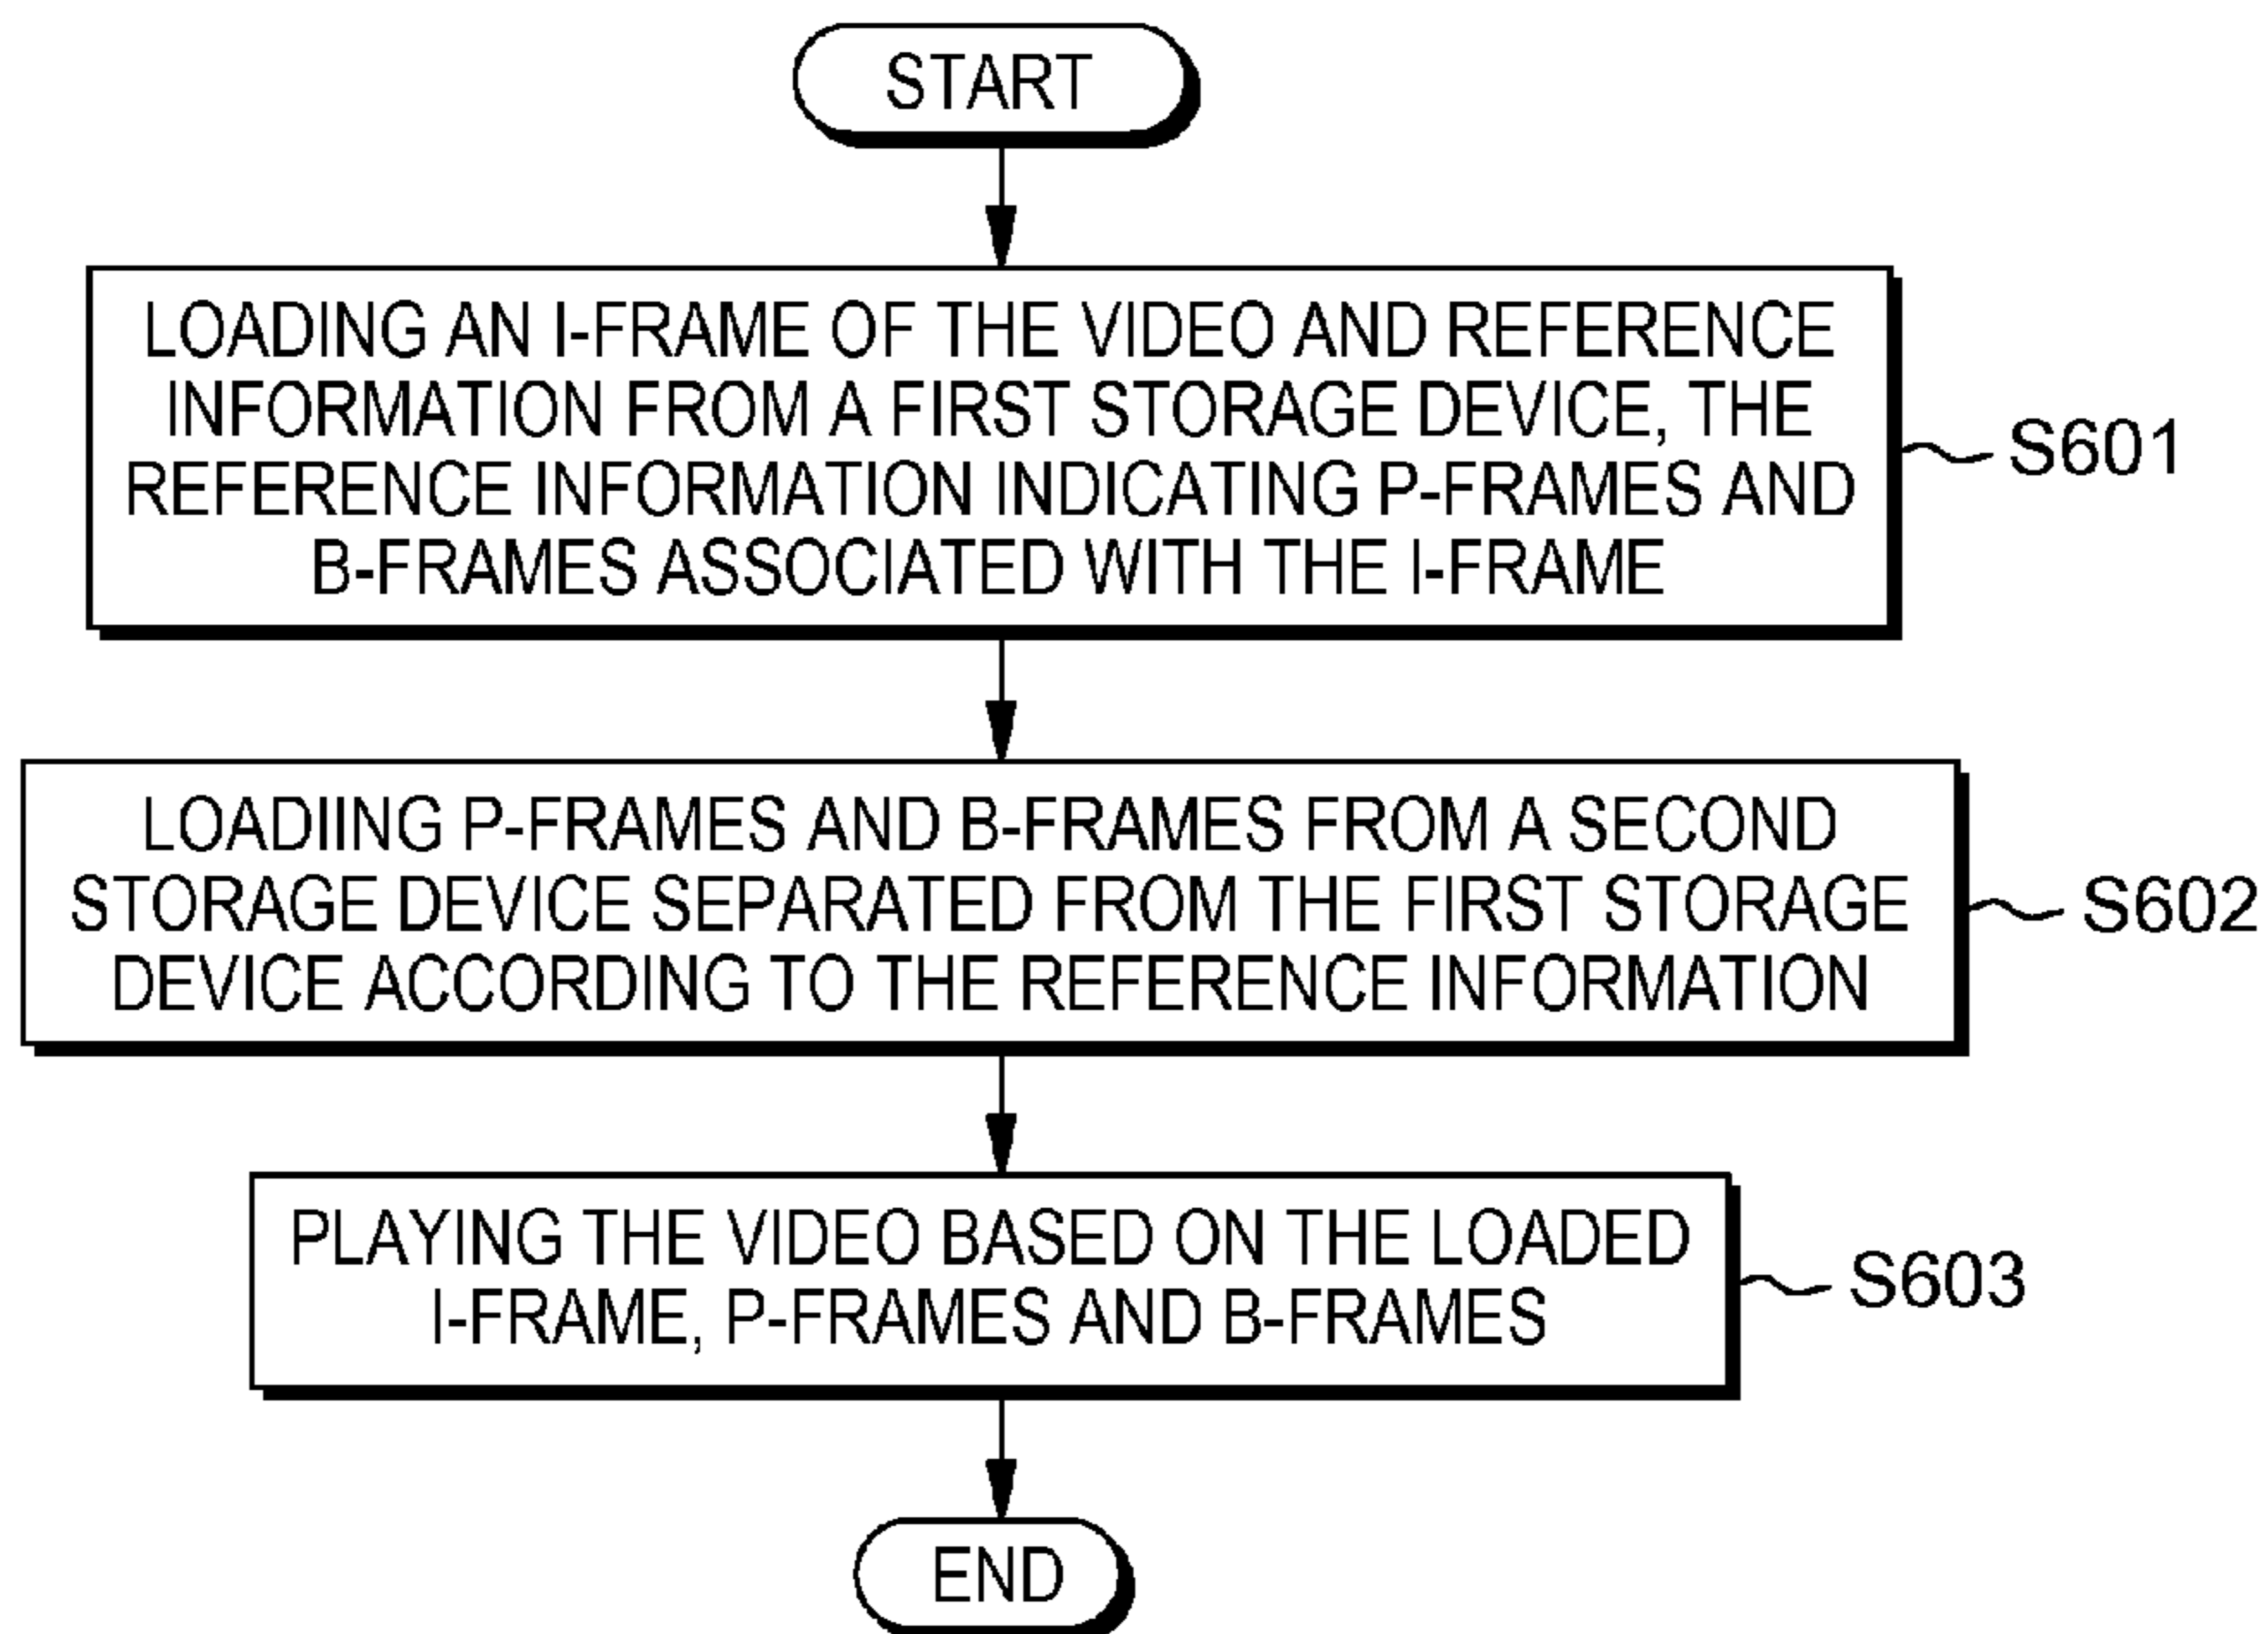 START
LOADING AN I-FRAME OF THE VIDEO AND REFERENCE
INFORMATION FROM A FIRST STORAGE DEVICE, THE
REFERENCE INFORMATION INDICATING P-FRAMES AND
B-FRAMES ASSOCIATED WITH THE I-FRAME
S601
LOADIING P-FRAMES AND B-FRAMES FROM A SECOND
STORAGE DEVICE SEPARATED FROM THE FIRST STORAGE
DEVICE ACCORDING TO THE REFERENCE INFORMATION
S602
PLAYING THE VIDEO BASED ON THE LOADED
I-FRAME, P-FRAMES AND B-FRAMES
S603
END